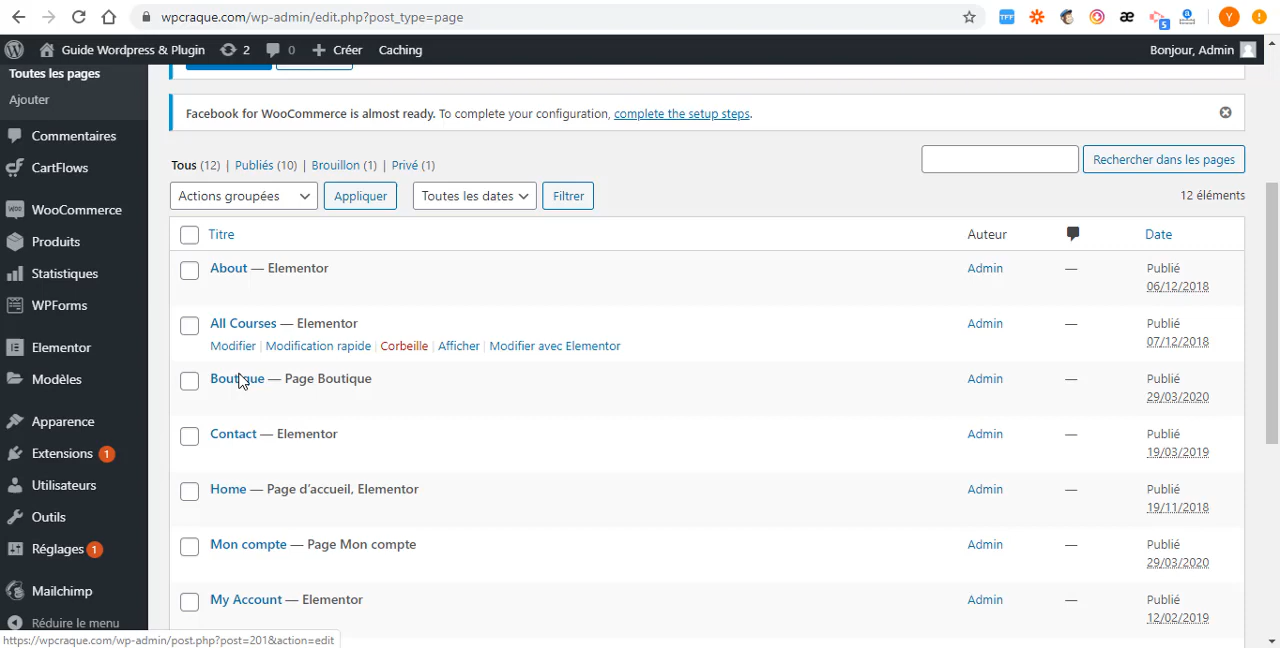 wpcraque.com/wp-admin/edit.php?post_type=page
TFF
æ
5
Y
Guide Wordpress & Plugin 2 0 Créer Caching
Bonjour, Admin
Toutes les pages
Ajouter
Commentaires
CartFlows
WooCommerce
Produits
Statistiques
WPForms
Elementor
Modèles
Apparence
Extensions 1
Utilisateurs
Outils
Réglages 1
Mailchimp
Réduire le menu
Facebook for WooCommerce is almost ready. To complete your configuration, complete the setup steps.
Tous (12) | Publiés (10) | Brouillon (1) | Privé (1)
Rechercher dans les pages
Actions groupées Appliquer Toutes les dates Filtrer
12 éléments
Titre Auteur Date
About — Elementor Admin — Publié
06/12/2018
All Courses — Elementor Admin — Publié
Modifier | Modification rapide | Corbeille | Afficher | Modifier avec Elementor 07/12/2018
Boutique — Page Boutique Admin — Publié
29/03/2020
Contact — Elementor Admin — Publié
19/03/2019
Home — Page d'accueil, Elementor Admin — Publié
19/11/2018
Mon compte — Page Mon compte Admin — Publié
29/03/2020
My Account — Elementor Admin — Publié
12/02/2019
https://wpcraque.com/wp-admin/post.php?post=201&action=edit